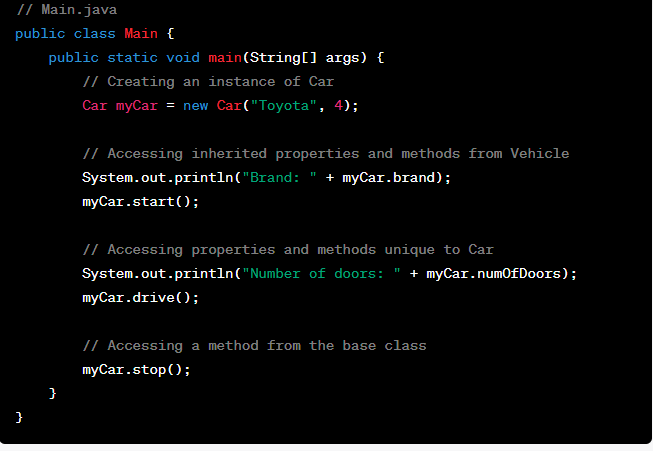 // Main.java
public class Main {
    public static void main(String[] args) {
        // Creating an instance of Car
        Car myCar = new Car("Toyota", 4);

        // Accessing inherited properties and methods from Vehicle
        System.out.println("Brand: " + myCar.brand);
        myCar.start();

        // Accessing properties and methods unique to Car
        System.out.println("Number of doors: " + myCar.numOfDoors);
        myCar.drive();

        // Accessing a method from the base class
        myCar.stop();
    }
}